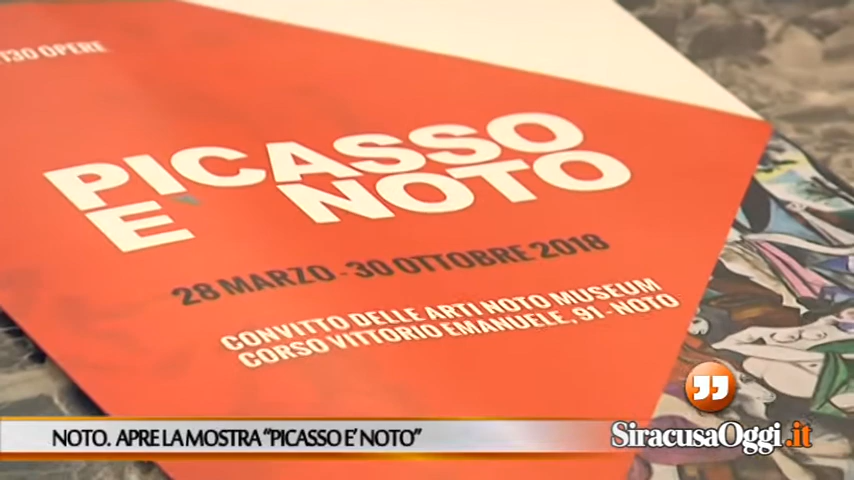 130 OPERE
PICASSO
E' NOTO
28 MARZO - 30 OTTOBRE 2018
CONVITTO DELLE ARTI NOTO MUSEUM
CORSO VITTORIO EMANUELE, 91 - NOTO
NOTO. APRE LA MOSTRA "PICASSO E' NOTO"
SiracusaOggi.it